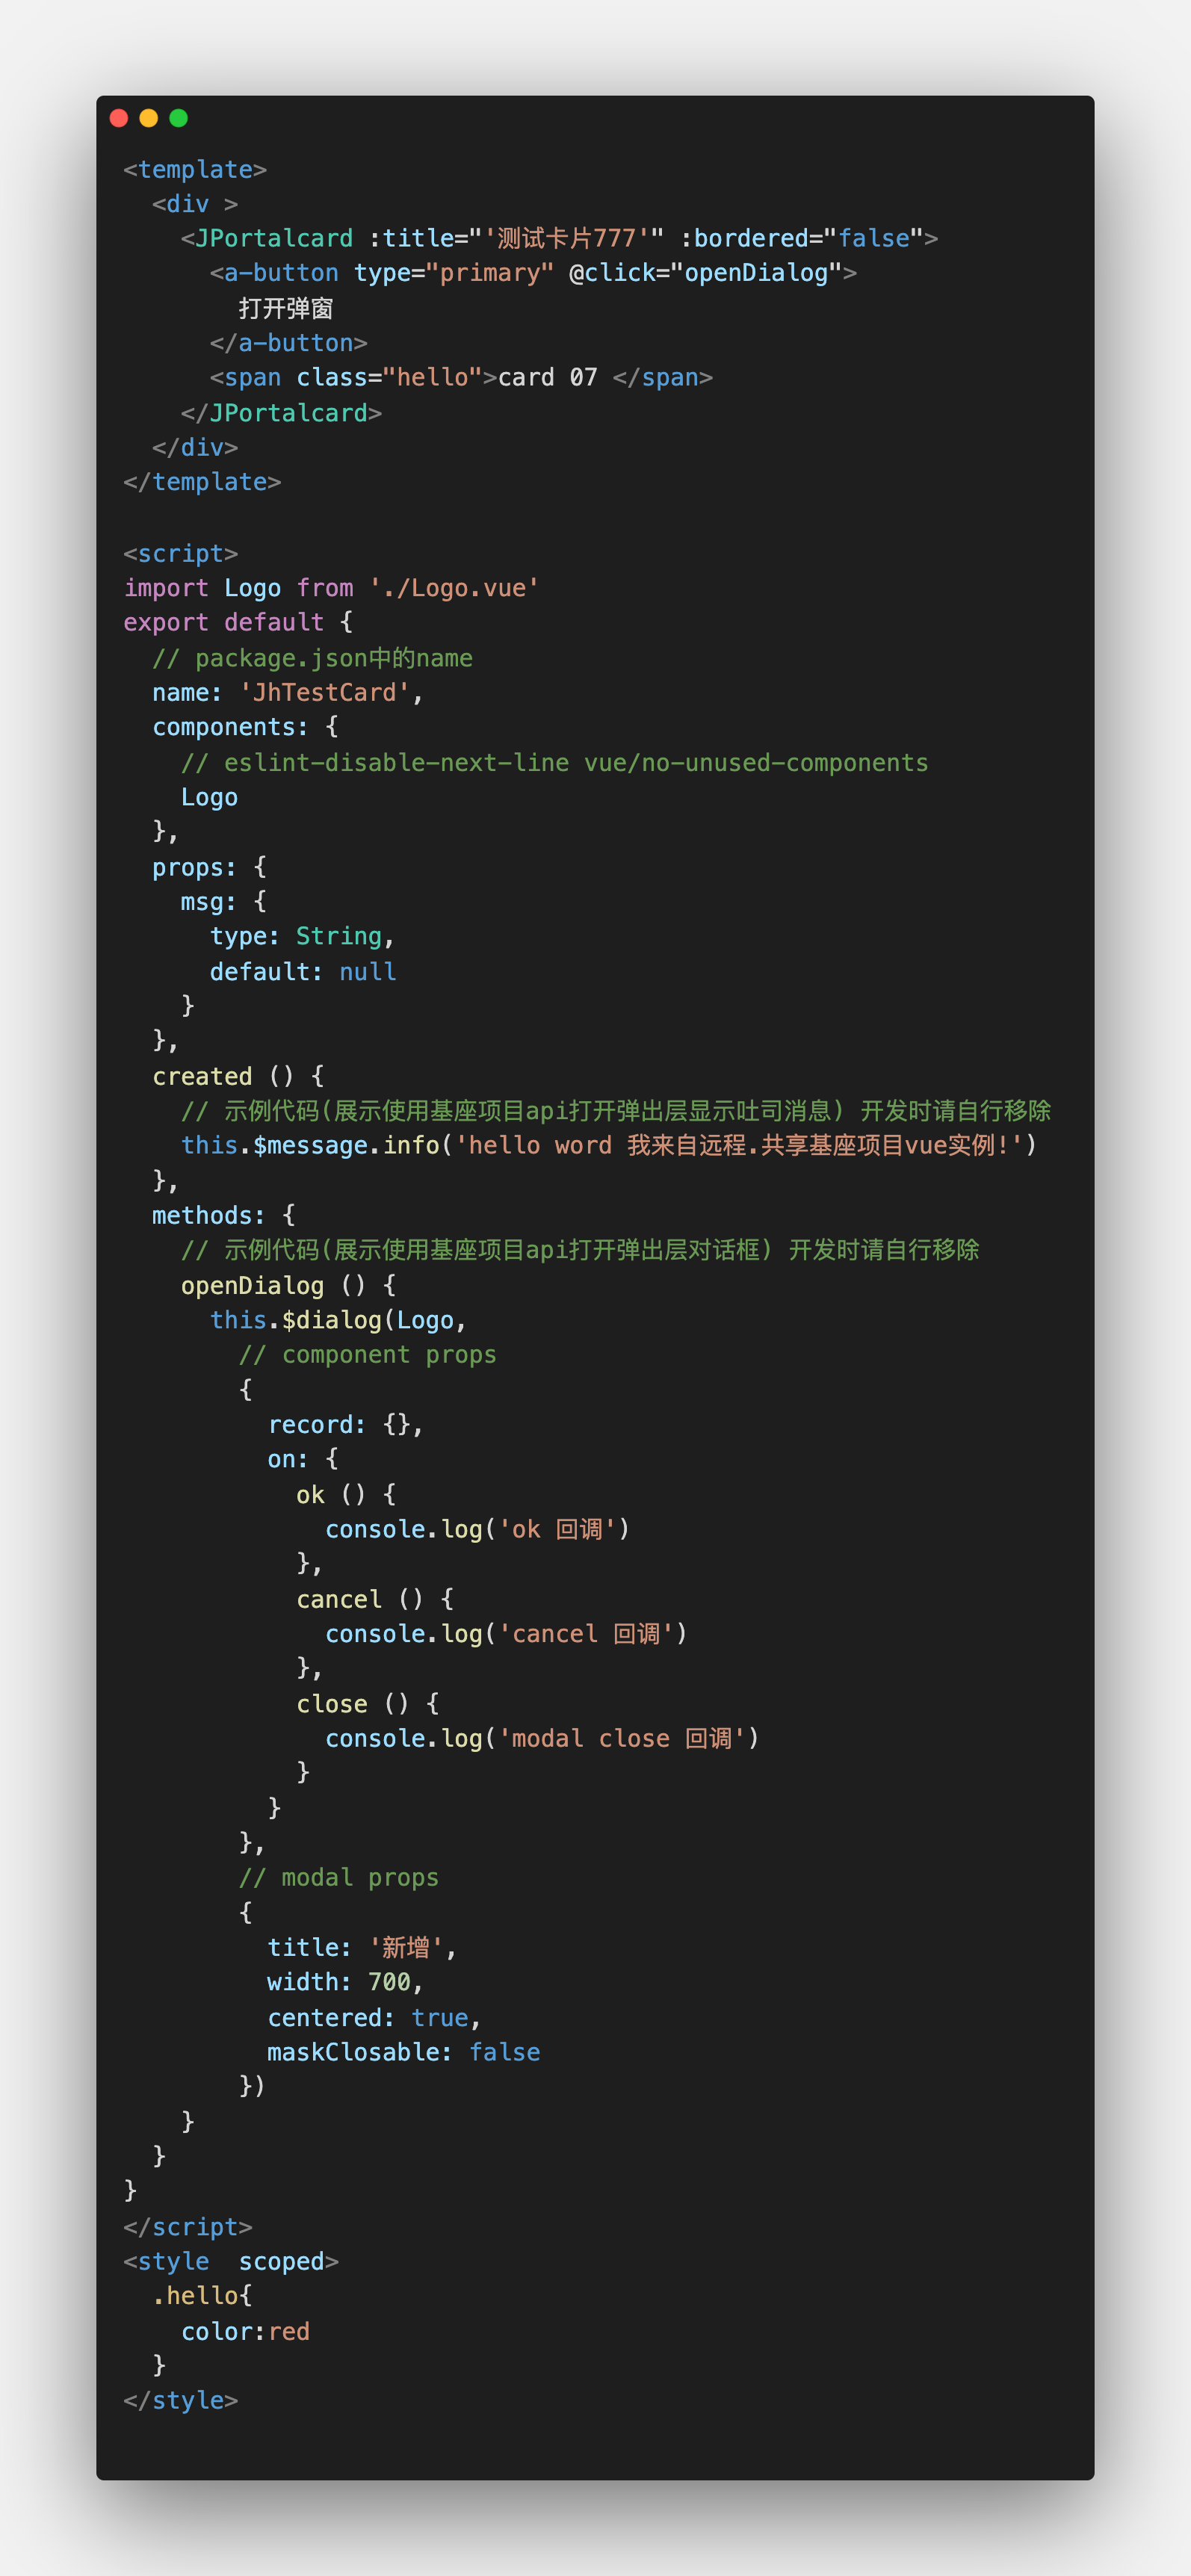 <template>
  <div >
    <JPortalcard :title="'测试卡片777'" :bordered="false">
      <a-button type="primary" @click="openDialog">
        打开弹窗
      </a-button>
      <span class="hello">card 07 </span>
    </JPortalcard>
  </div>
</template>

<script>
import Logo from './Logo.vue'
export default {
  // package.json中的name
  name: 'JhTestCard',
  components: {
    // eslint-disable-next-line vue/no-unused-components
    Logo
  },
  props: {
    msg: {
      type: String,
      default: null
    }
  },
  created () {
    // 示例代码(展示使用基座项目api打开弹出层显示吐司消息) 开发时请自行移除
    this.$message.info('hello word 我来自远程.共享基座项目vue实例!')
  },
  methods: {
    // 示例代码(展示使用基座项目api打开弹出层对话框) 开发时请自行移除
    openDialog () {
      this.$dialog(Logo,
        // component props
        {
          record: {},
          on: {
            ok () {
              console.log('ok 回调')
            },
            cancel () {
              console.log('cancel 回调')
            },
            close () {
              console.log('modal close 回调')
            }
          }
        },
        // modal props
        {
          title: '新增',
          width: 700,
          centered: true,
          maskClosable: false
        })
    }
  }
}
</script>
<style  scoped>
  .hello{
    color:red
  }
</style>